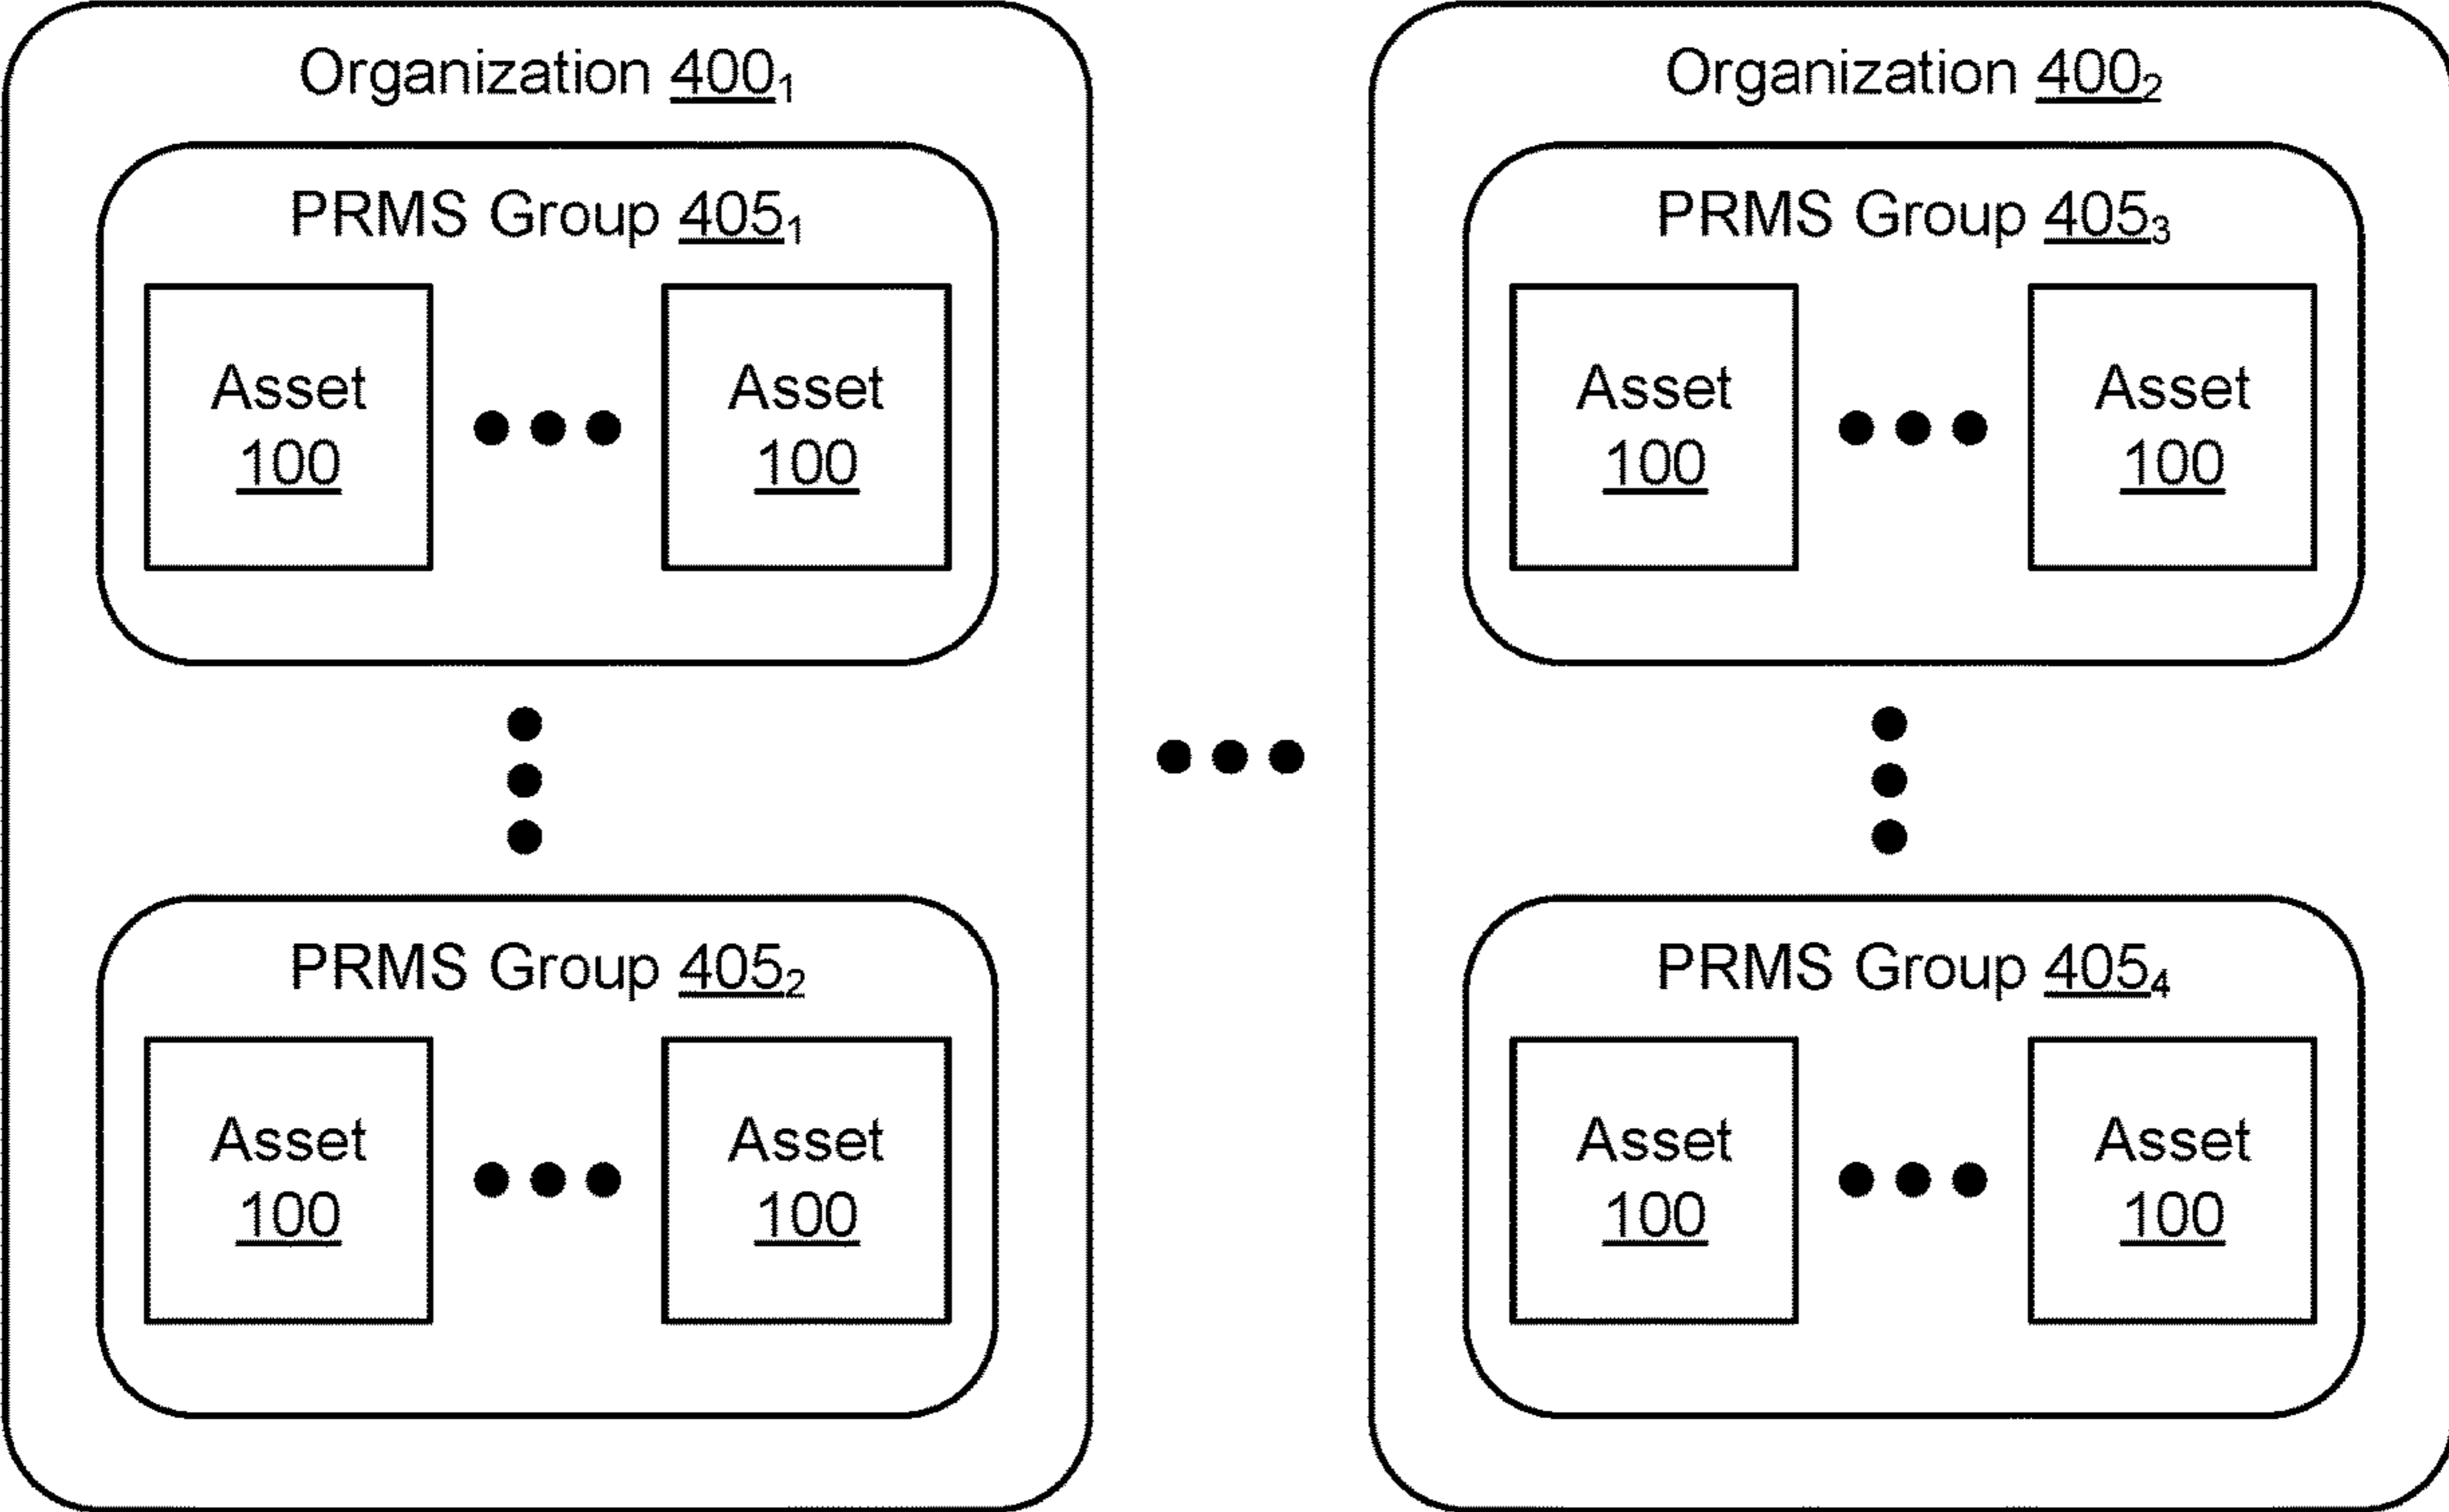 Organization 400₁
PRMS Group 405₁
Asset
100
Asset
100
PRMS Group 405₂
Asset
100
Asset
100
Organization 400₂
PRMS Group 405₃
Asset
100
Asset
100
PRMS Group 405₄
Asset
100
Asset
100